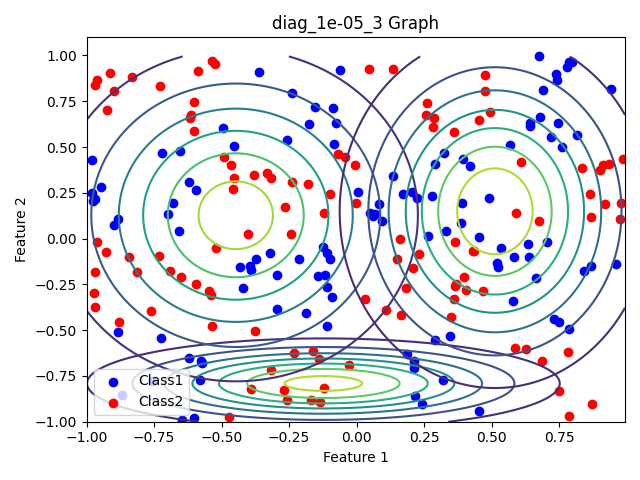 diag_1e-05_3 Graph
1.00
0.75
0.50
0.25
0.00
−0.25
−0.50
−0.75
−1.00
Feature 2
Class1
Class2
−1.00 −0.75 −0.50 −0.25 0.00 0.25 0.50 0.75
Feature 1